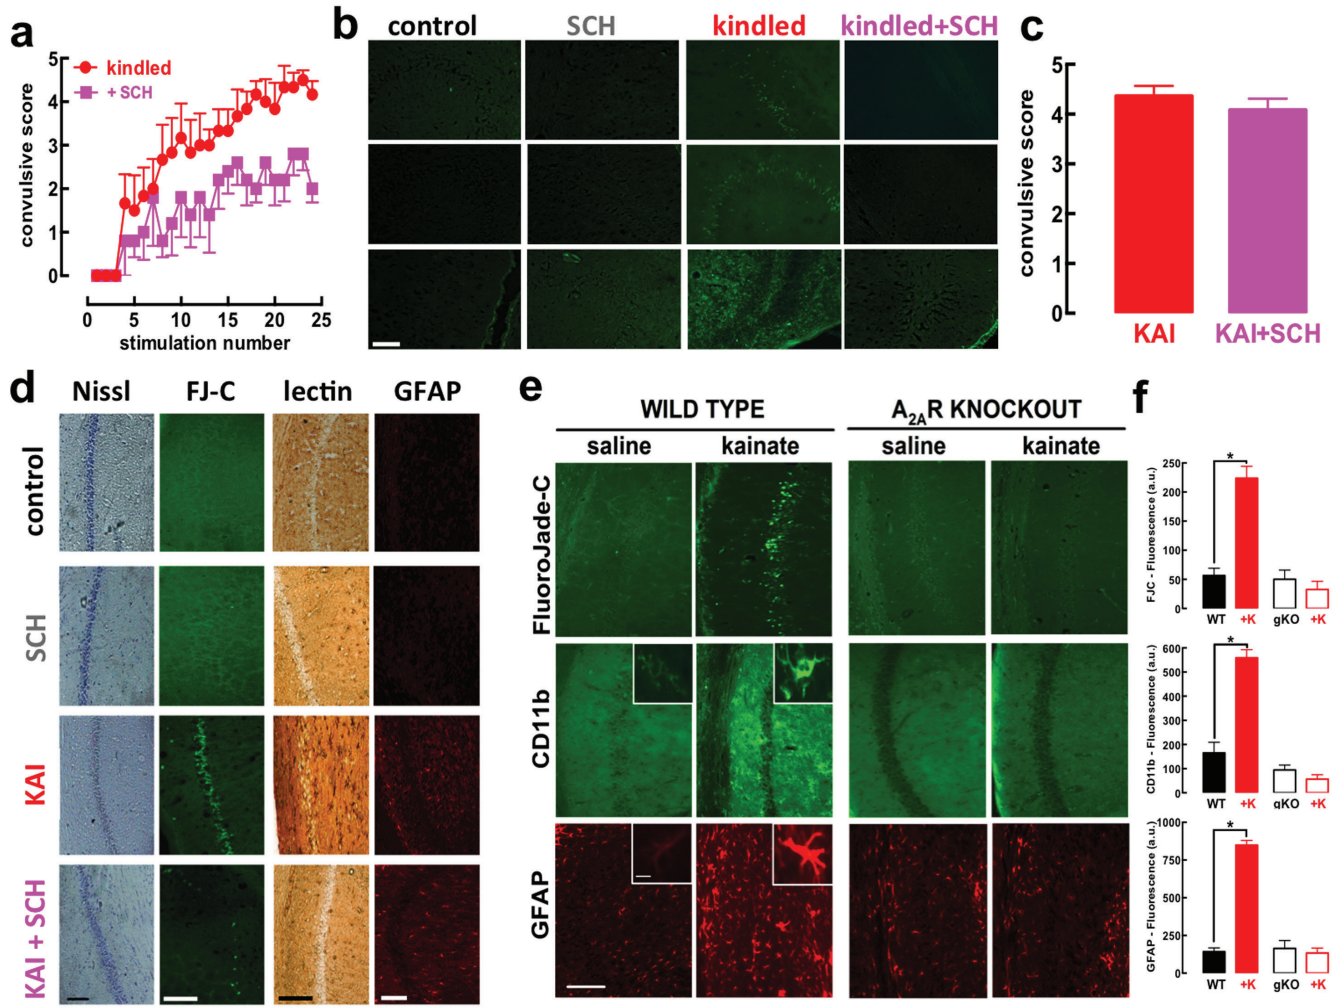 a
convulsive score
5
4
3
2
1
0
kindled
+ SCH
0 5 10 15 20 25
stimulation number
b
control SCH kindled kindled+SCH
c
convulsive score
5
4
3
2
1
0
KAI KAI+SCH
d
Nissl FJ-C lectin GFAP
control
SCH
KAI
KAI + SCH
e
WILD TYPE A2AR KNOCKOUT
saline kainate saline kainate
FluoroJade-C
CD11b
GFAP
f
FJC - Fluorescence (a.u.)
250
200
150
100
50
0
*
WT +K gKO +K
CD11b - Fluorescence (a.u.)
600
500
400
300
200
100
0
*
WT +K gKO +K
GFAP - Fluorescence (a.u.)
1000
750
500
250
0
*
WT +K gKO +K